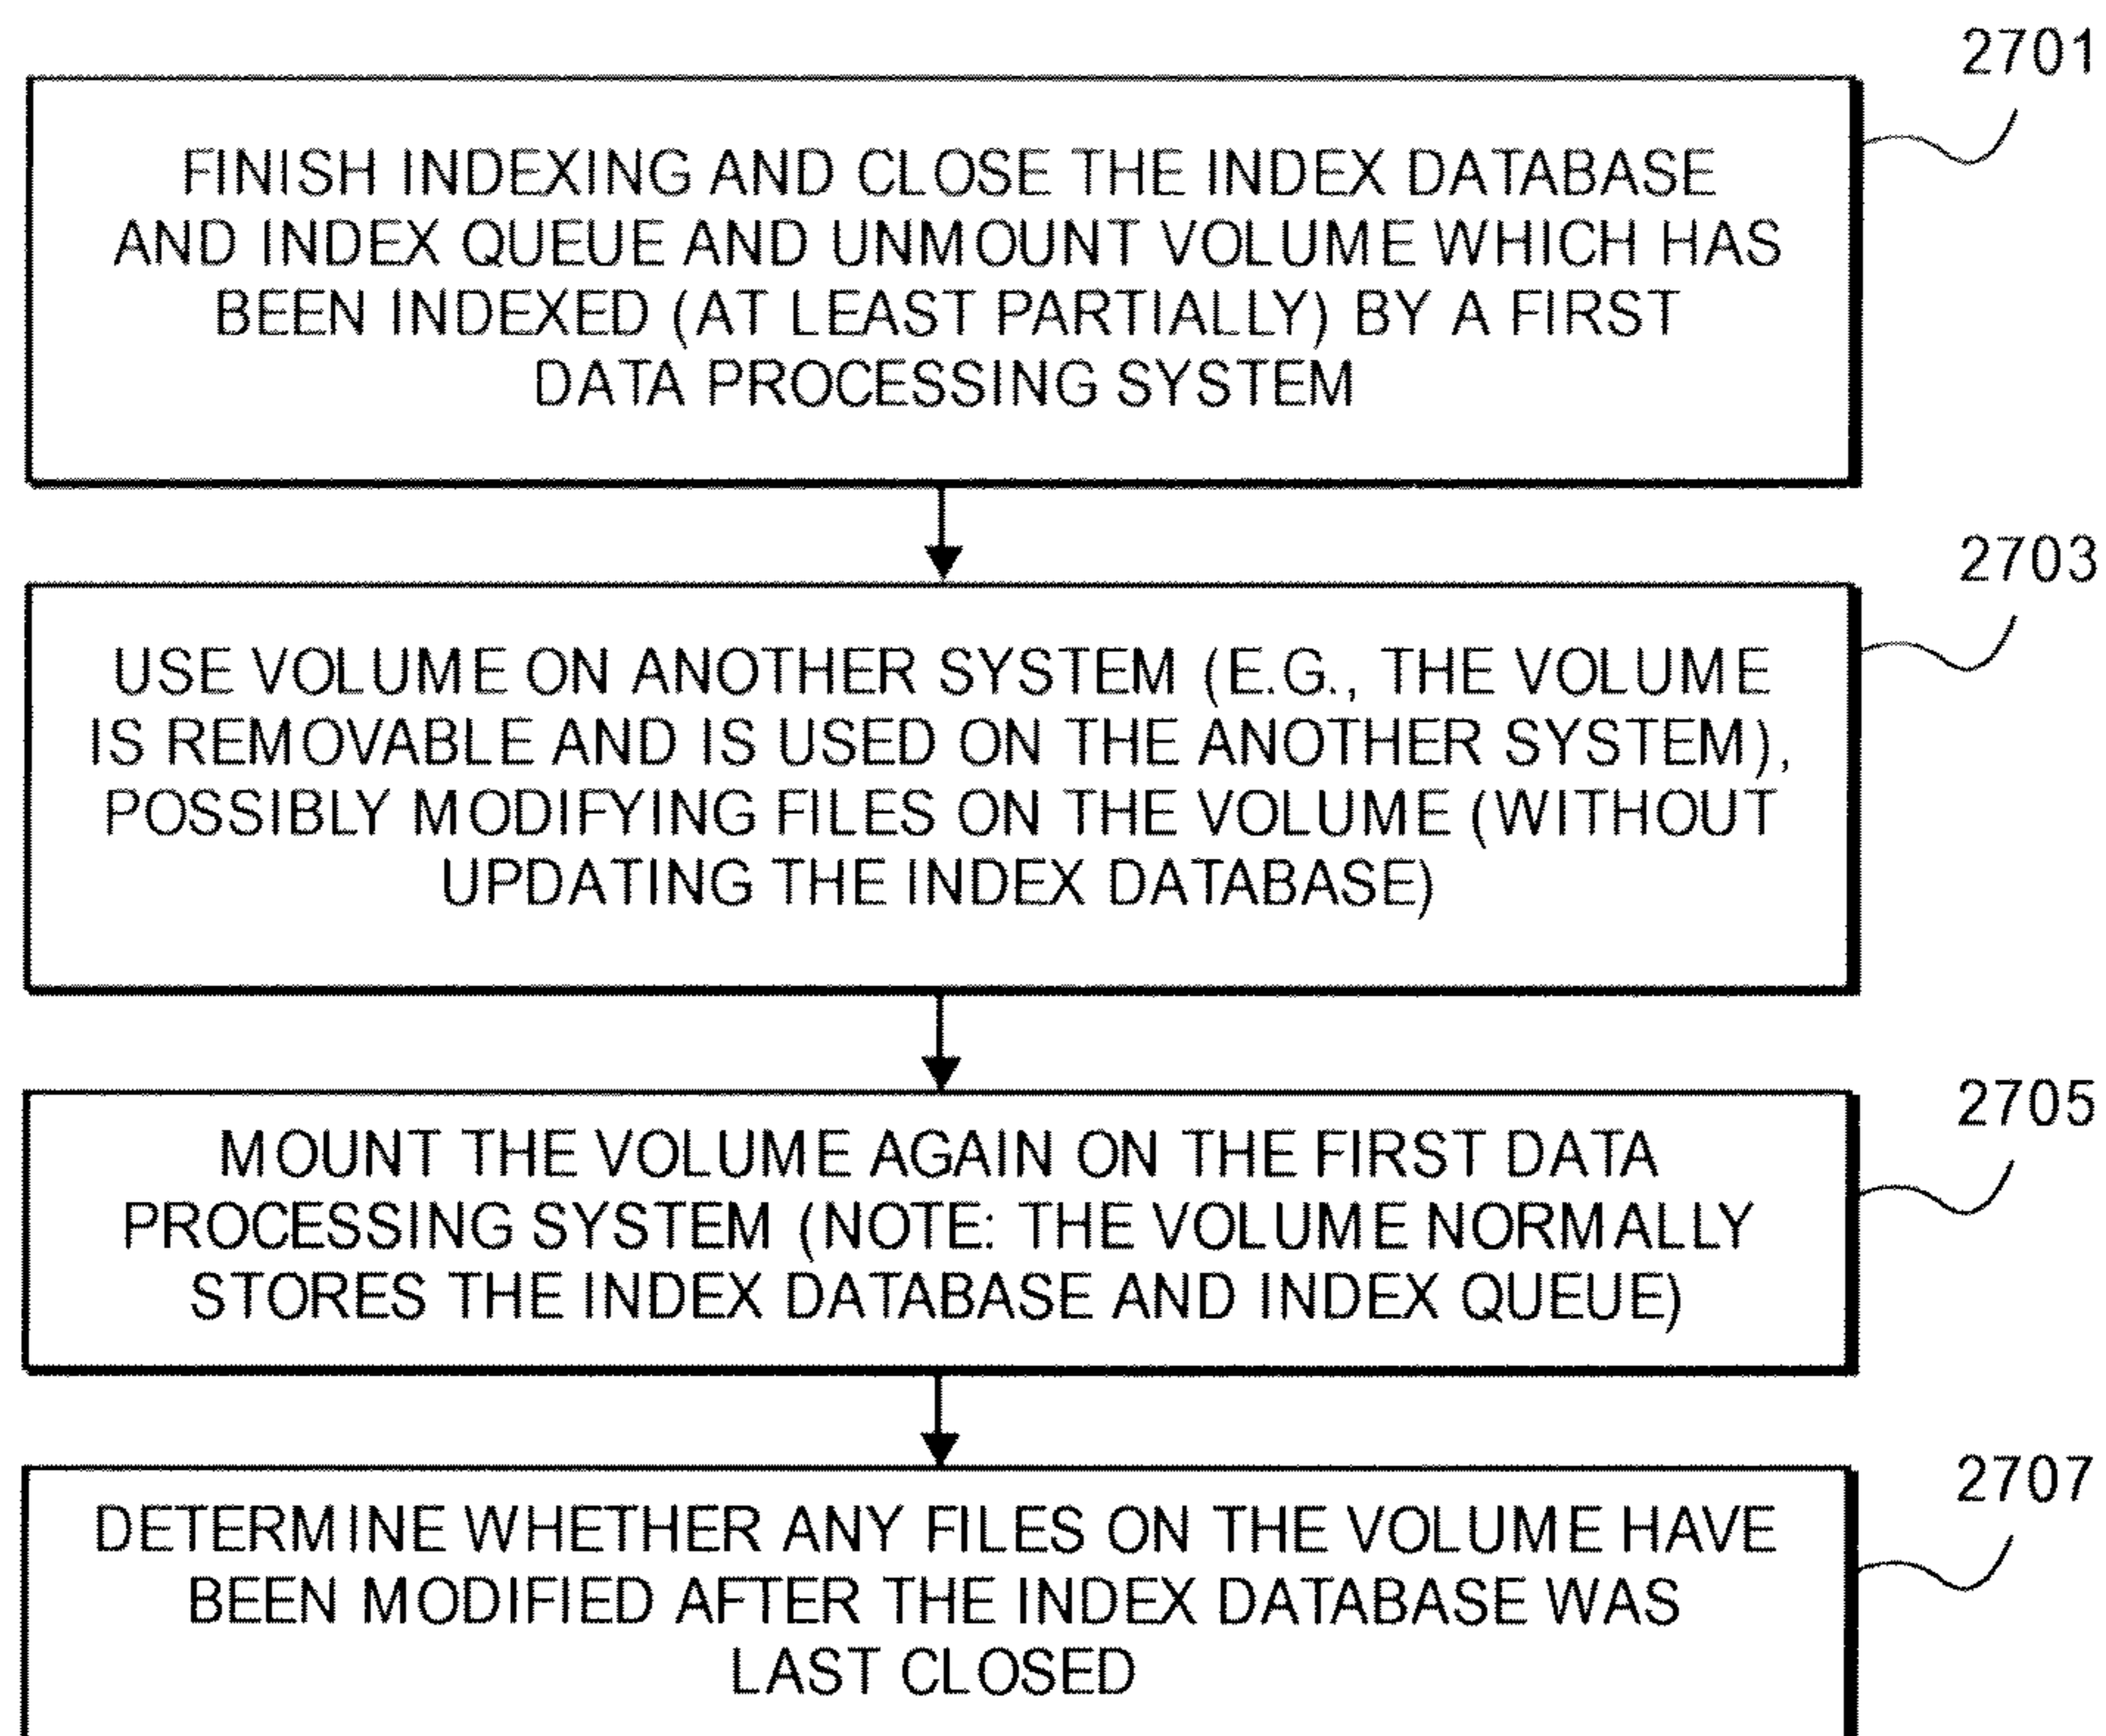 2701
FINISH INDEXING AND CLOSE THE INDEX DATABASE
AND INDEX QUEUE AND UNMOUNT VOLUME WHICH HAS
BEEN INDEXED (AT LEAST PARTIALLY) BY A FIRST
DATA PROCESSING SYSTEM
2703
USE VOLUME ON ANOTHER SYSTEM (E.G., THE VOLUME
IS REMOVABLE AND IS USED ON THE ANOTHER SYSTEM),
POSSIBLY MODIFYING FILES ON THE VOLUME (WITHOUT
UPDATING THE INDEX DATABASE)
2705
MOUNT THE VOLUME AGAIN ON THE FIRST DATA
PROCESSING SYSTEM (NOTE: THE VOLUME NORMALLY
STORES THE INDEX DATABASE AND INDEX QUEUE)
2707
DETERMINE WHETHER ANY FILES ON THE VOLUME HAVE
BEEN MODIFIED AFTER THE INDEX DATABASE WAS
LAST CLOSED